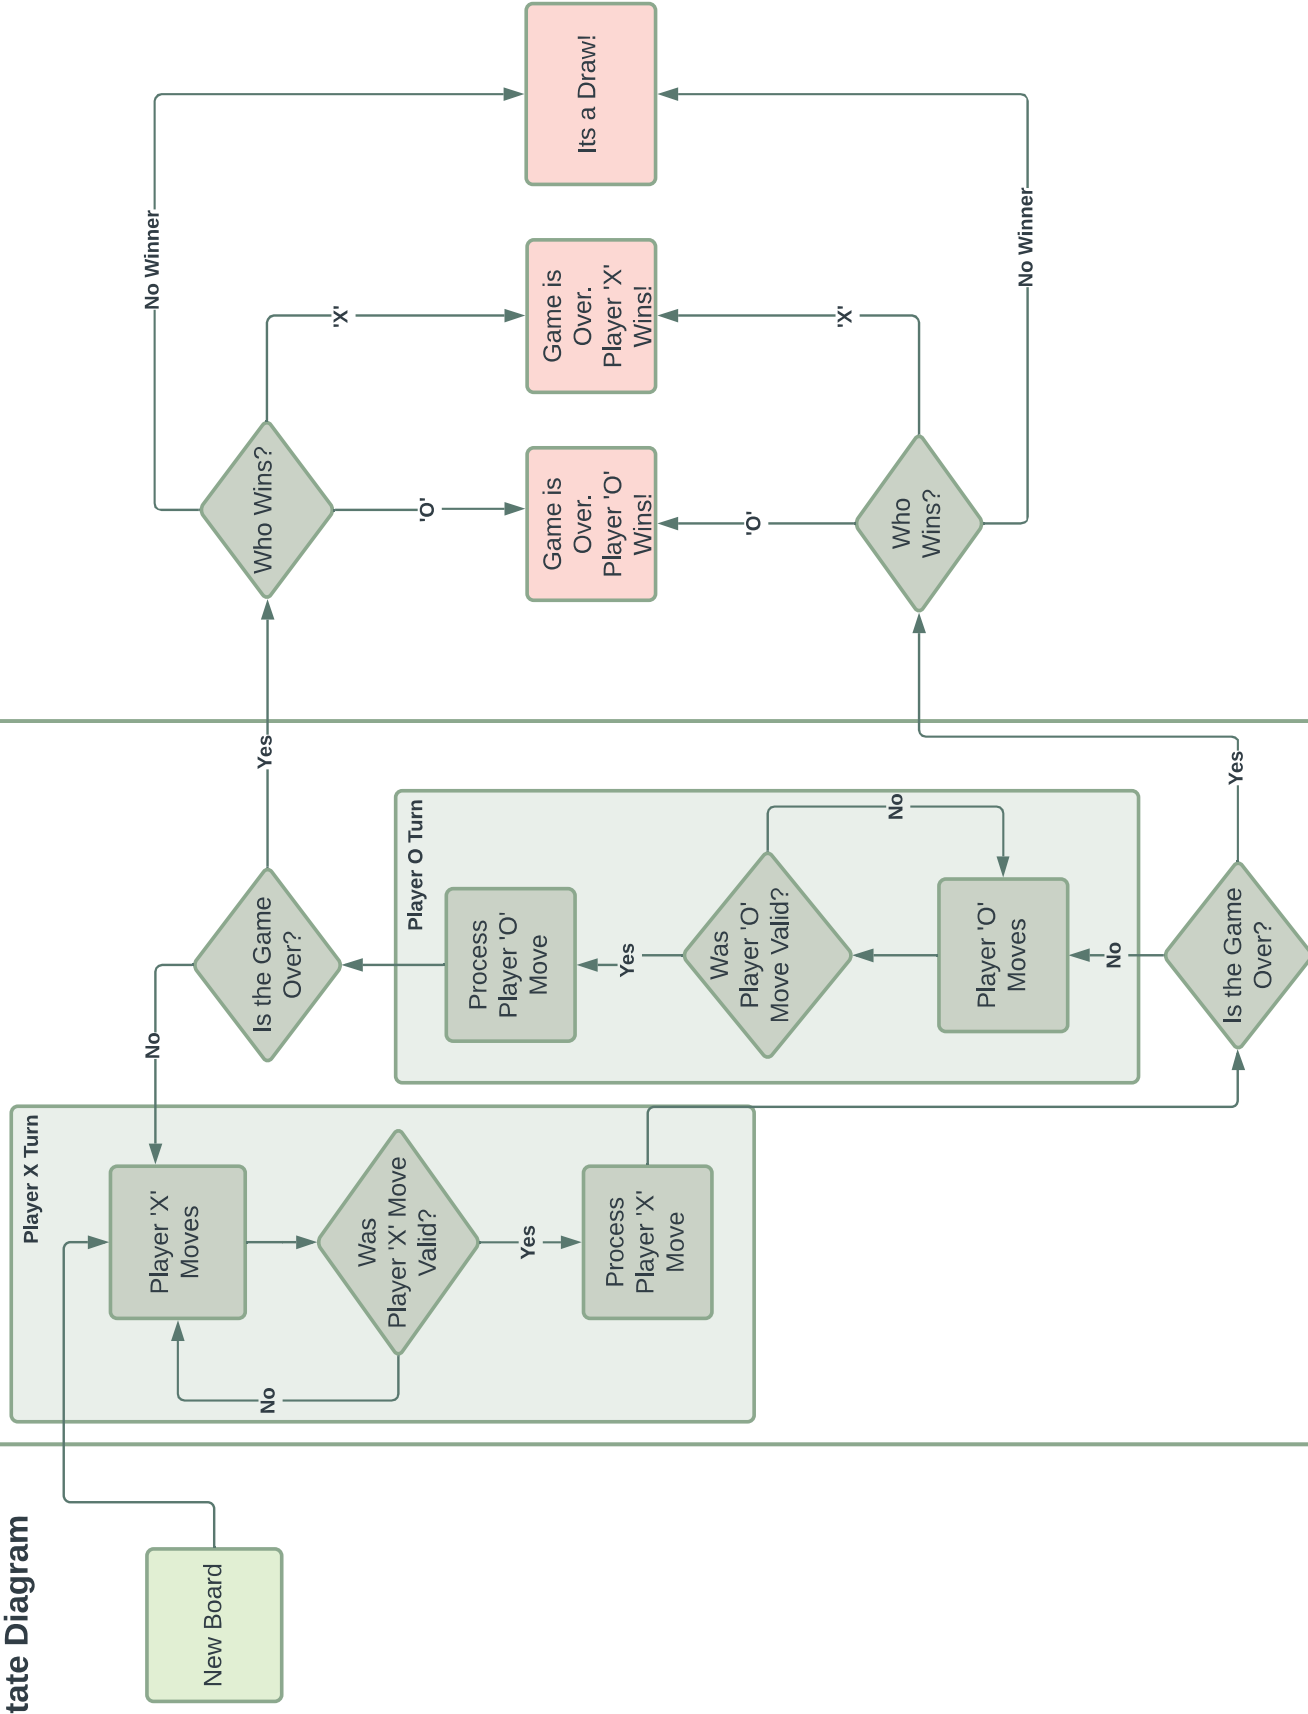 tate Diagram
New Board
Player X Turn
Player 'X'
Moves
Was
Player 'X' Move
Valid?
No
Yes
Process
Player 'X'
Move
Player O Turn
Process
Player 'O'
Move
Yes
Was
Player 'O'
Move Valid?
No
Player 'O'
Moves
No
Is the Game
Over?
No
Yes
Is the Game
Over?
Yes
Who Wins?
No Winner
'X'
'O'
Game is
Over.
Player 'O'
Wins!
Game is
Over.
Player 'X'
Wins!
Its a Draw!
Who
Wins?
'O'
'X'
No Winner